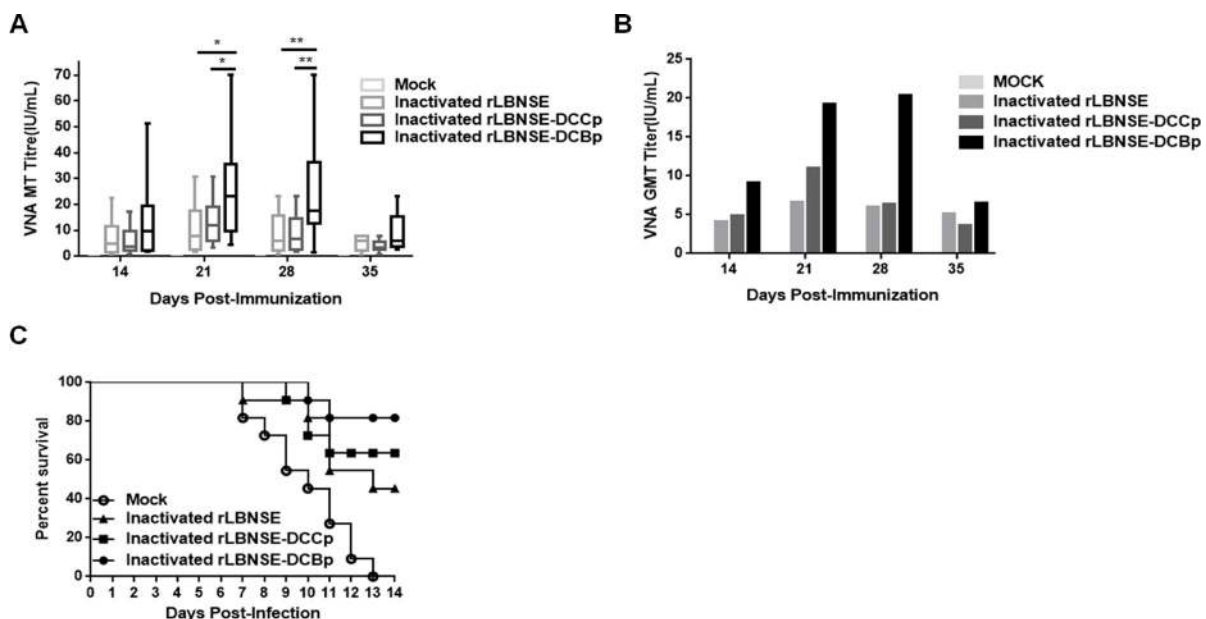 A
* **
* **
VNA MT Titre(IU/mL)
70
60
50
40
30
20
10
0
14 21 28 35
Days Post-Immunization
Mock
Inactivated rLBNSE
Inactivated rLBNSE-DCCp
Inactivated rLBNSE-DCBp
B
VNA GMT Titer(IU/mL)
25
20
15
10
5
0
14 21 28 35
Days Post-Immunization
MOCK
Inactivated rLBNSE
Inactivated rLBNSE-DCCp
Inactivated rLBNSE-DCBp
C
Percent survival
100
80
60
40
20
0
Mock
Inactivated rLBNSE
Inactivated rLBNSE-DCCp
Inactivated rLBNSE-DCBp
0 1 2 3 4 5 6 7 8 9 10 11 12 13 14
Days Post-Infection